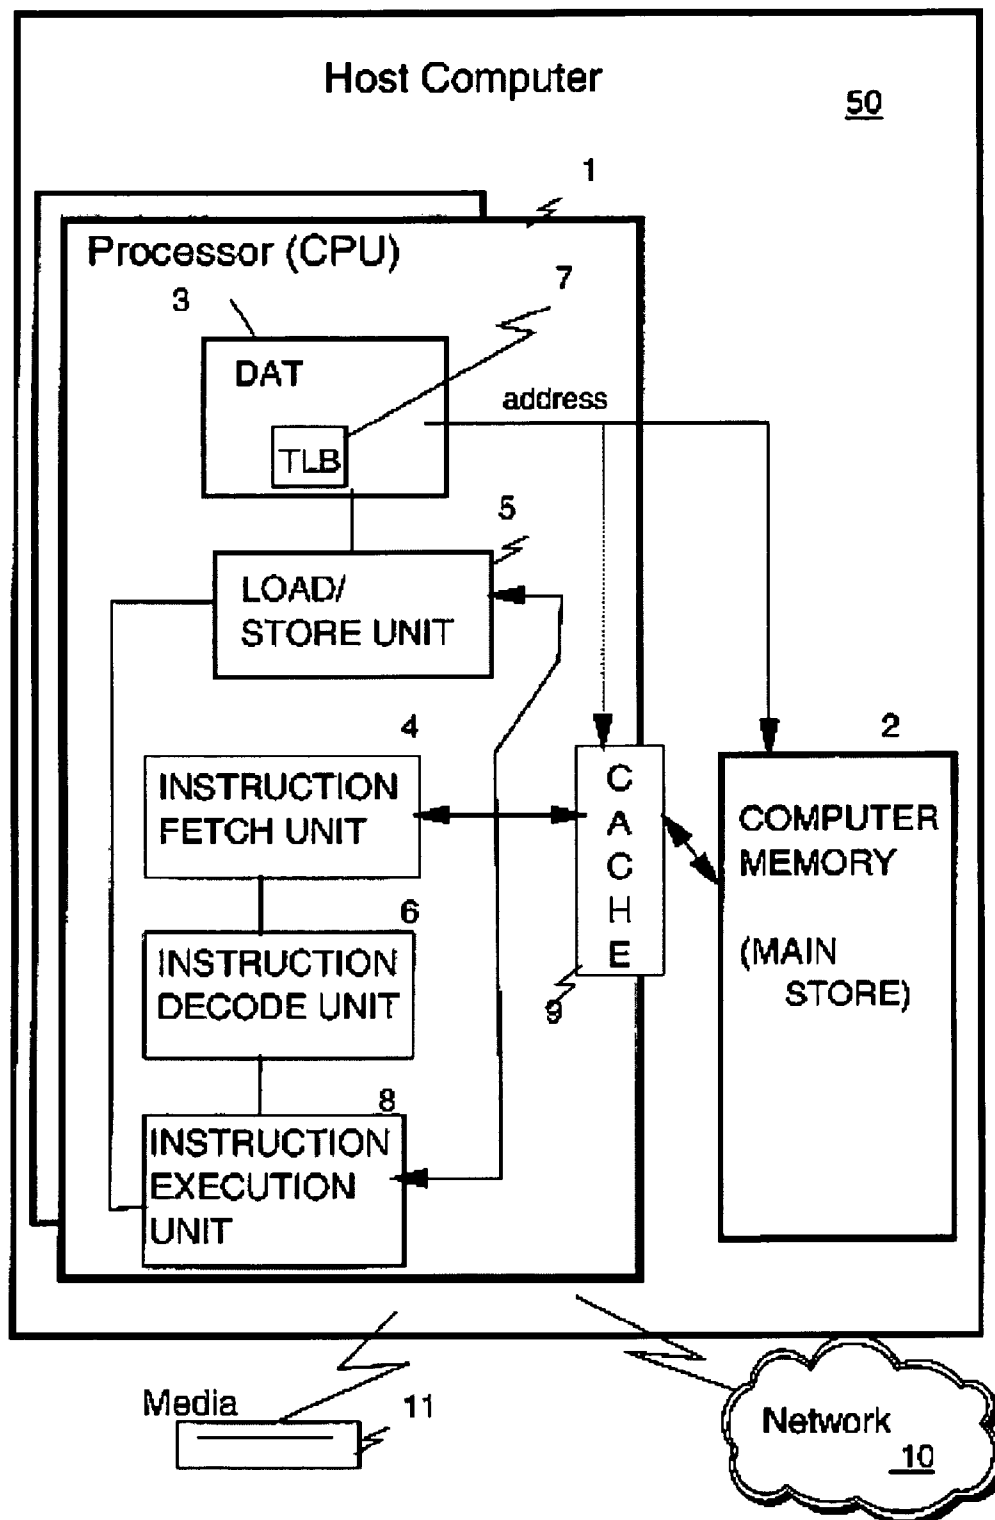 Host Computer
50
1
Processor (CPU)
3
7
DAT
address
TLB
5
LOAD/
STORE UNIT
4
2
INSTRUCTION
FETCH UNIT
C
A
C
H
E
COMPUTER
MEMORY
(MAIN
STORE)
6
INSTRUCTION
DECODE UNIT
9
8
INSTRUCTION
EXECUTION
UNIT
Media
11
Network
10